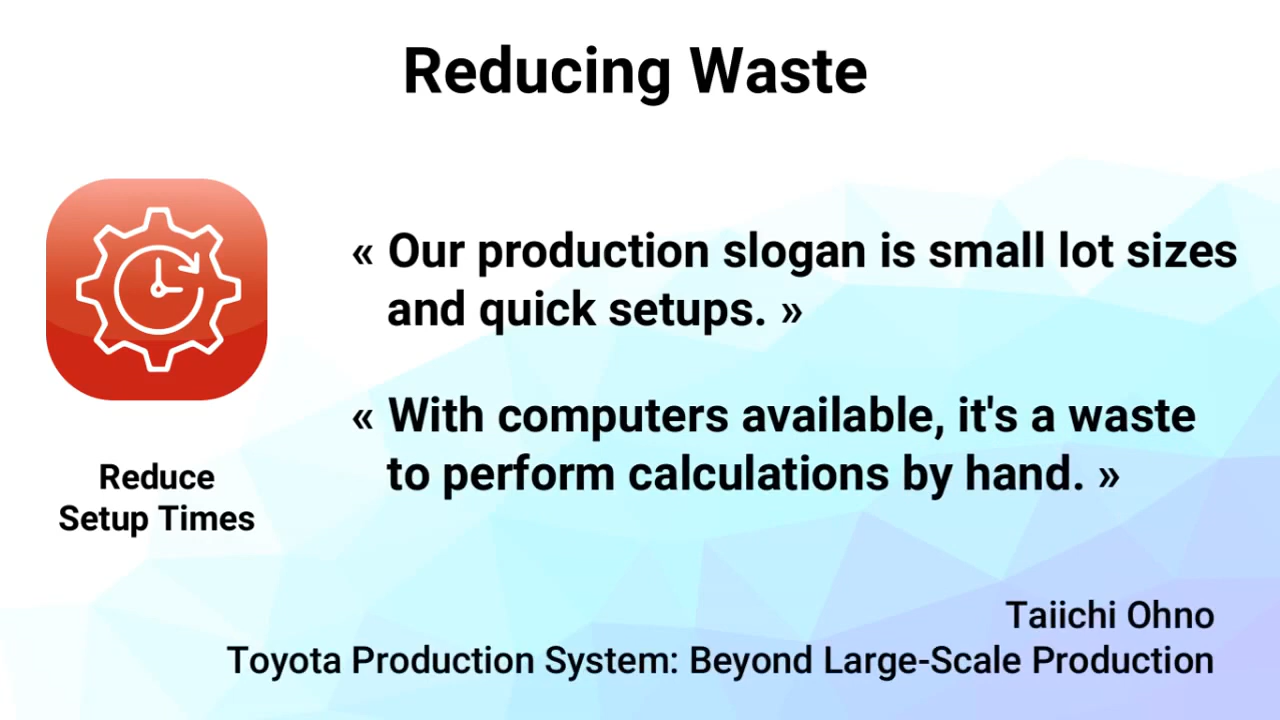 Reducing Waste
« Our production slogan is small lot sizes
and quick setups. »
« With computers available, it's a waste
to perform calculations by hand. »
Reduce
Setup Times
Taiichi Ohno
Toyota Production System: Beyond Large-Scale Production